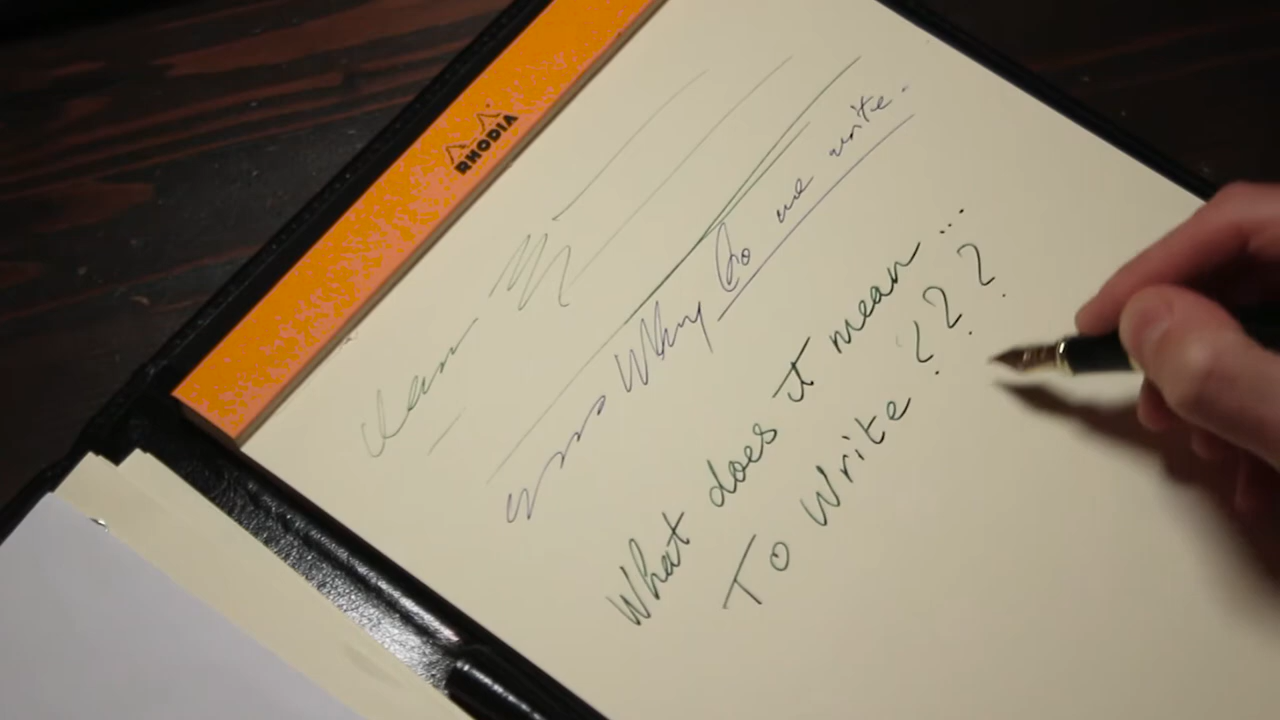 RHODIA
Why do we write.
What does it mean ...
To write ? ? ?